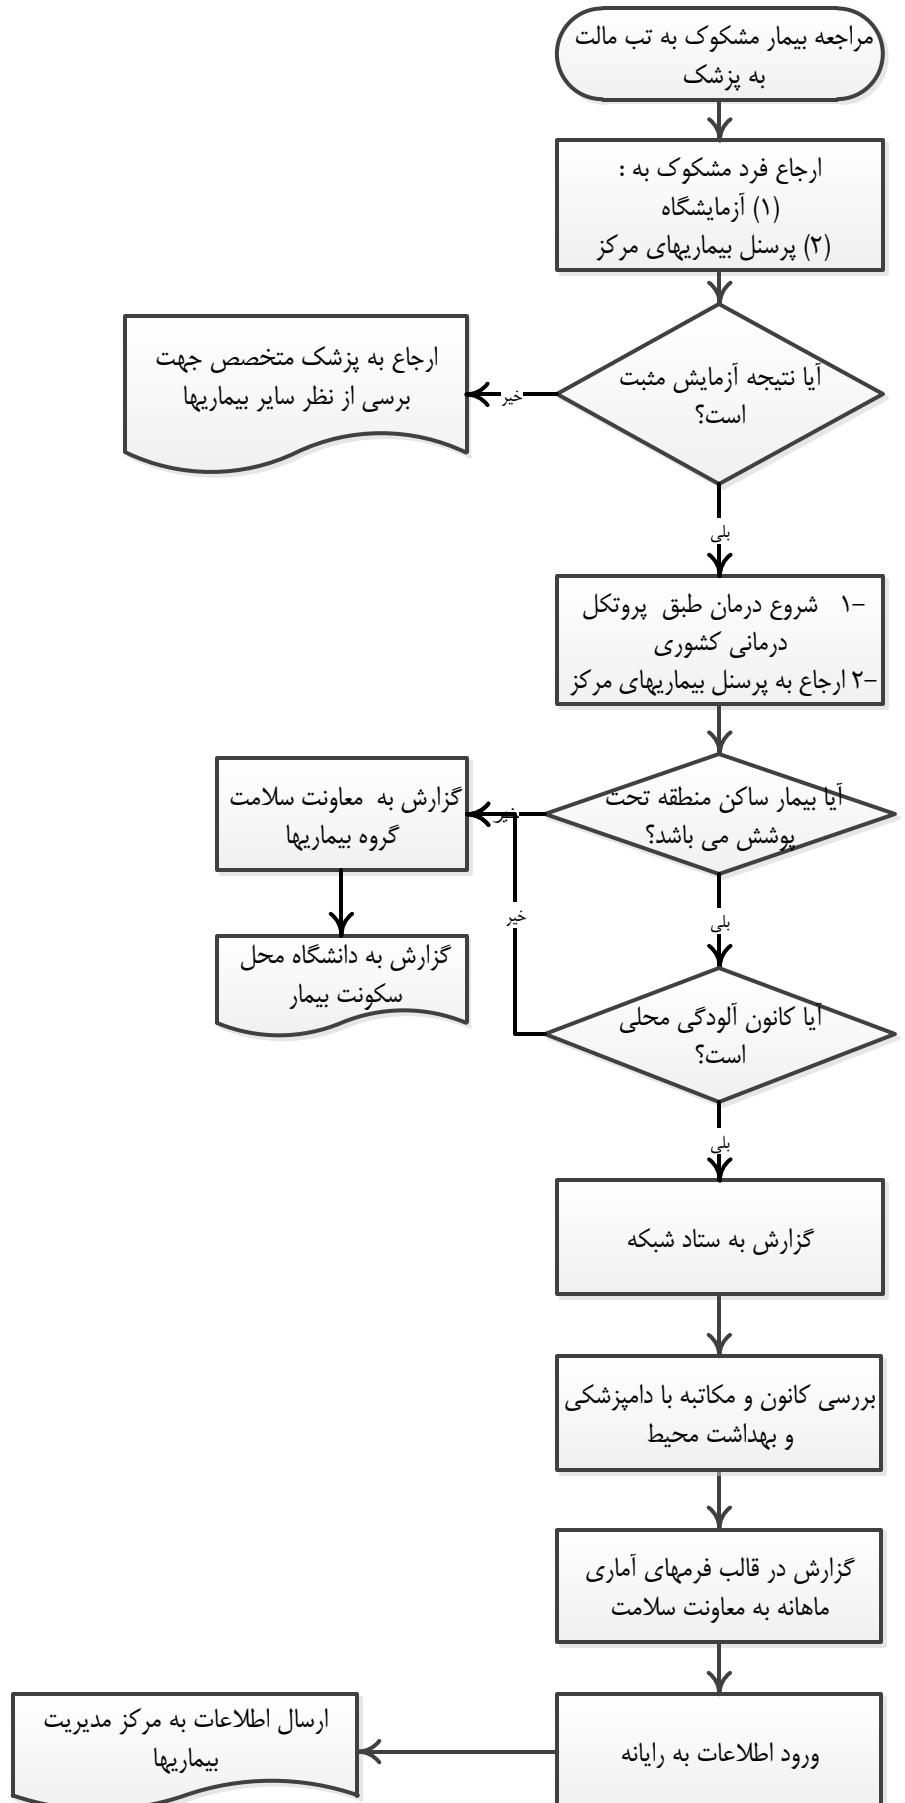 مراجعه بیمار مشکوک به تب مالت
به پزشک
ارجاع فرد مشکوک به :
(۱) آزمایشگاه
(۲) پرسنل بیماریهای مرکز
آیا نتیجه آزمایش مثبت
است؟
خیر
ارجاع به پزشک متخصص جهت
برسی از نظر سایر بیماریها
بلی
۱- شروع درمان طبق پروتکل
درمانی کشوری
۲- ارجاع به پرسنل بیماریهای مرکز
آیا بیمار ساکن منطقه تحت
پوشش می باشد؟
خیر
گزارش به معاونت سلامت
گروه بیماریها
گزارش به دانشگاه محل
سکونت بیمار
بلی
خیر
آیا کانون آلودگی محلی
است؟
بلی
گزارش به ستاد شبکه
بررسی کانون و مکاتبه با دامپزشکی
و بهداشت محیط
گزارش در قالب فرمهای آماری
ماهانه به معاونت سلامت
ورود اطلاعات به رایانه
ارسال اطلاعات به مرکز مدیریت
بیماریها